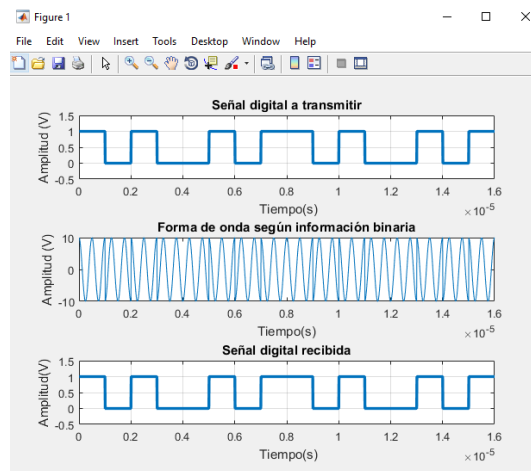 Figure 1
File Edit View Insert Tools Desktop Window Help
Señal digital a transmitir
Amplitud (V)
1.5
1
0.5
0
-0.5
0 0.2 0.4 0.6 0.8 1 1.2 1.4 1.6
Tiempo(s)
×10⁻⁵
Forma de onda según información binaria
Amplitud (V)
10
0
-10
0 0.2 0.4 0.6 0.8 1 1.2 1.4 1.6
Tiempo(s)
×10⁻⁵
Señal digital recibida
Amplitud(V)
1.5
1
0.5
0
-0.5
0 0.2 0.4 0.6 0.8 1 1.2 1.4 1.6
Tiempo(s)
×10⁻⁵